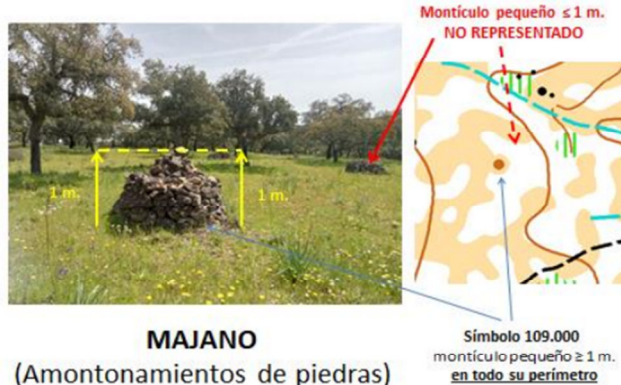 Montículo pequeño ≤ 1 m.
NO REPRESENTADO
1 m.
1 m.
MAJANO
(Amontonamientos de piedras)
Símbolo 109.000
montículo pequeño ≥ 1 m.
en todo su perímetro